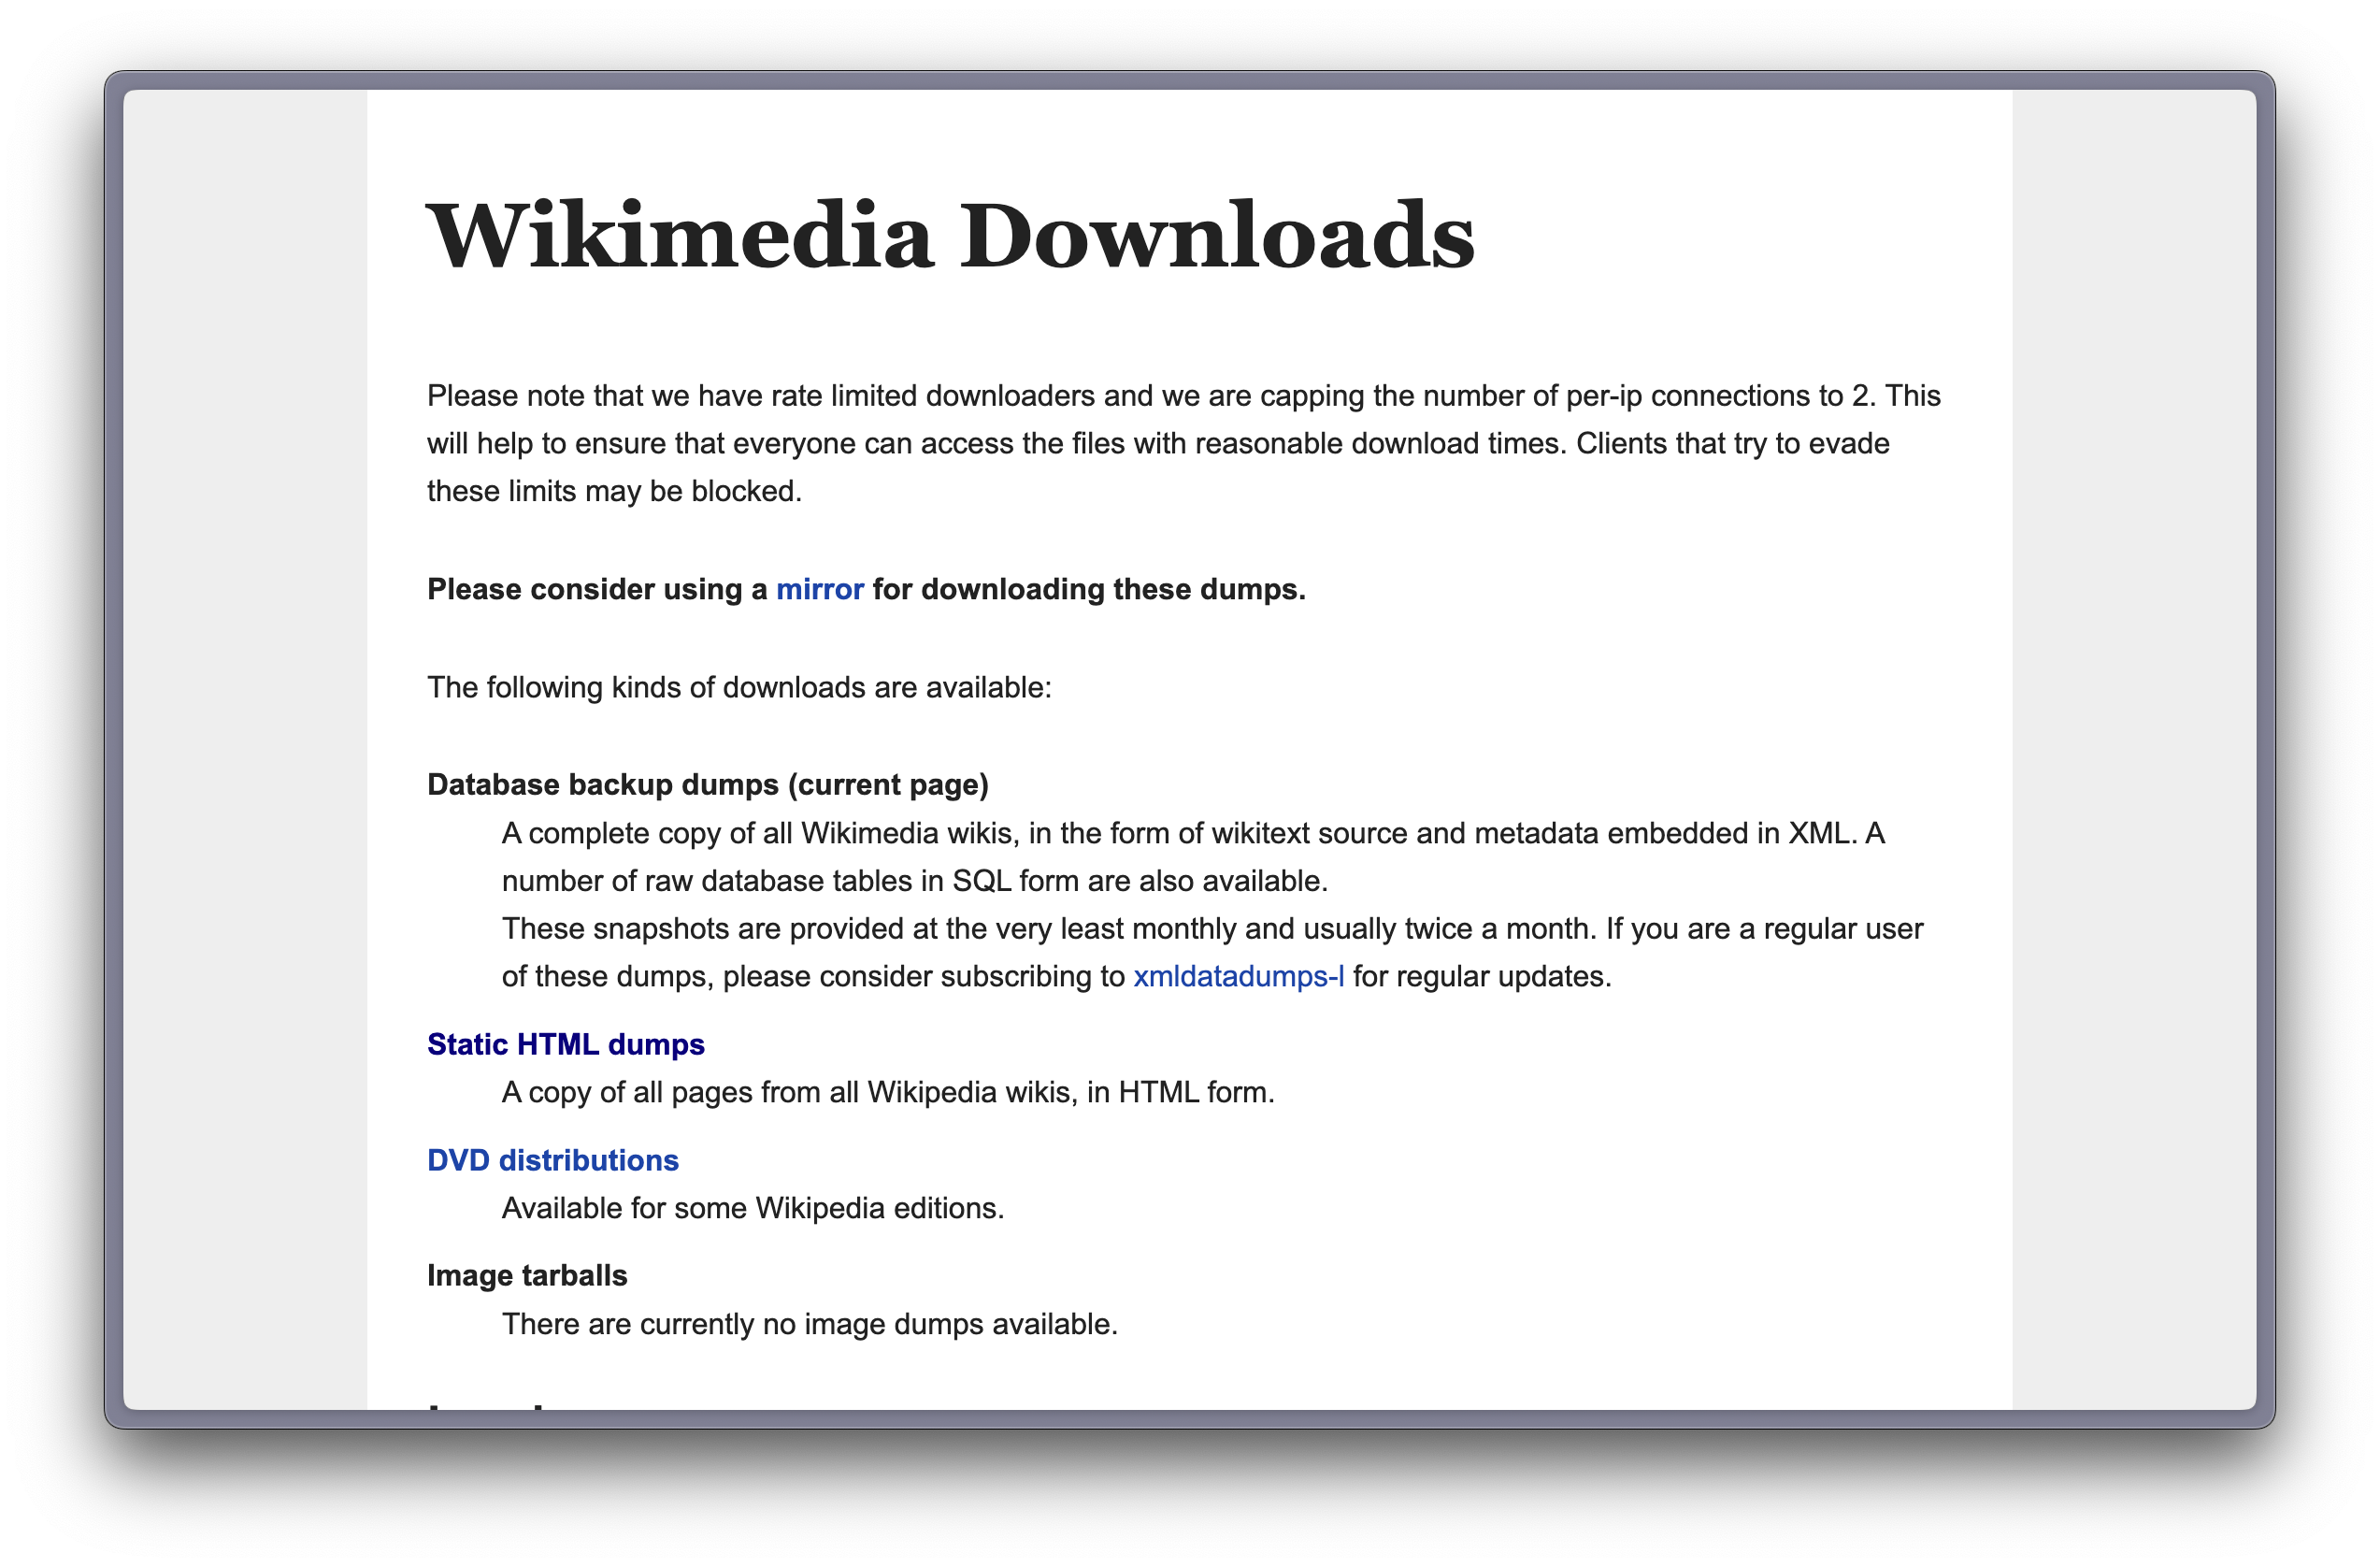 Wikimedia Downloads
Please note that we have rate limited downloaders and we are capping the number of per-ip connections to 2. This
will help to ensure that everyone can access the files with reasonable download times. Clients that try to evade
these limits may be blocked.
Please consider using a mirror for downloading these dumps.
The following kinds of downloads are available:
Database backup dumps (current page)
A complete copy of all Wikimedia wikis, in the form of wikitext source and metadata embedded in XML. A
number of raw database tables in SQL form are also available.
These snapshots are provided at the very least monthly and usually twice a month. If you are a regular user
of these dumps, please consider subscribing to xmldatadumps-l for regular updates.
Static HTML dumps
A copy of all pages from all Wikipedia wikis, in HTML form.
DVD distributions
Available for some Wikipedia editions.
Image tarballs
There are currently no image dumps available.